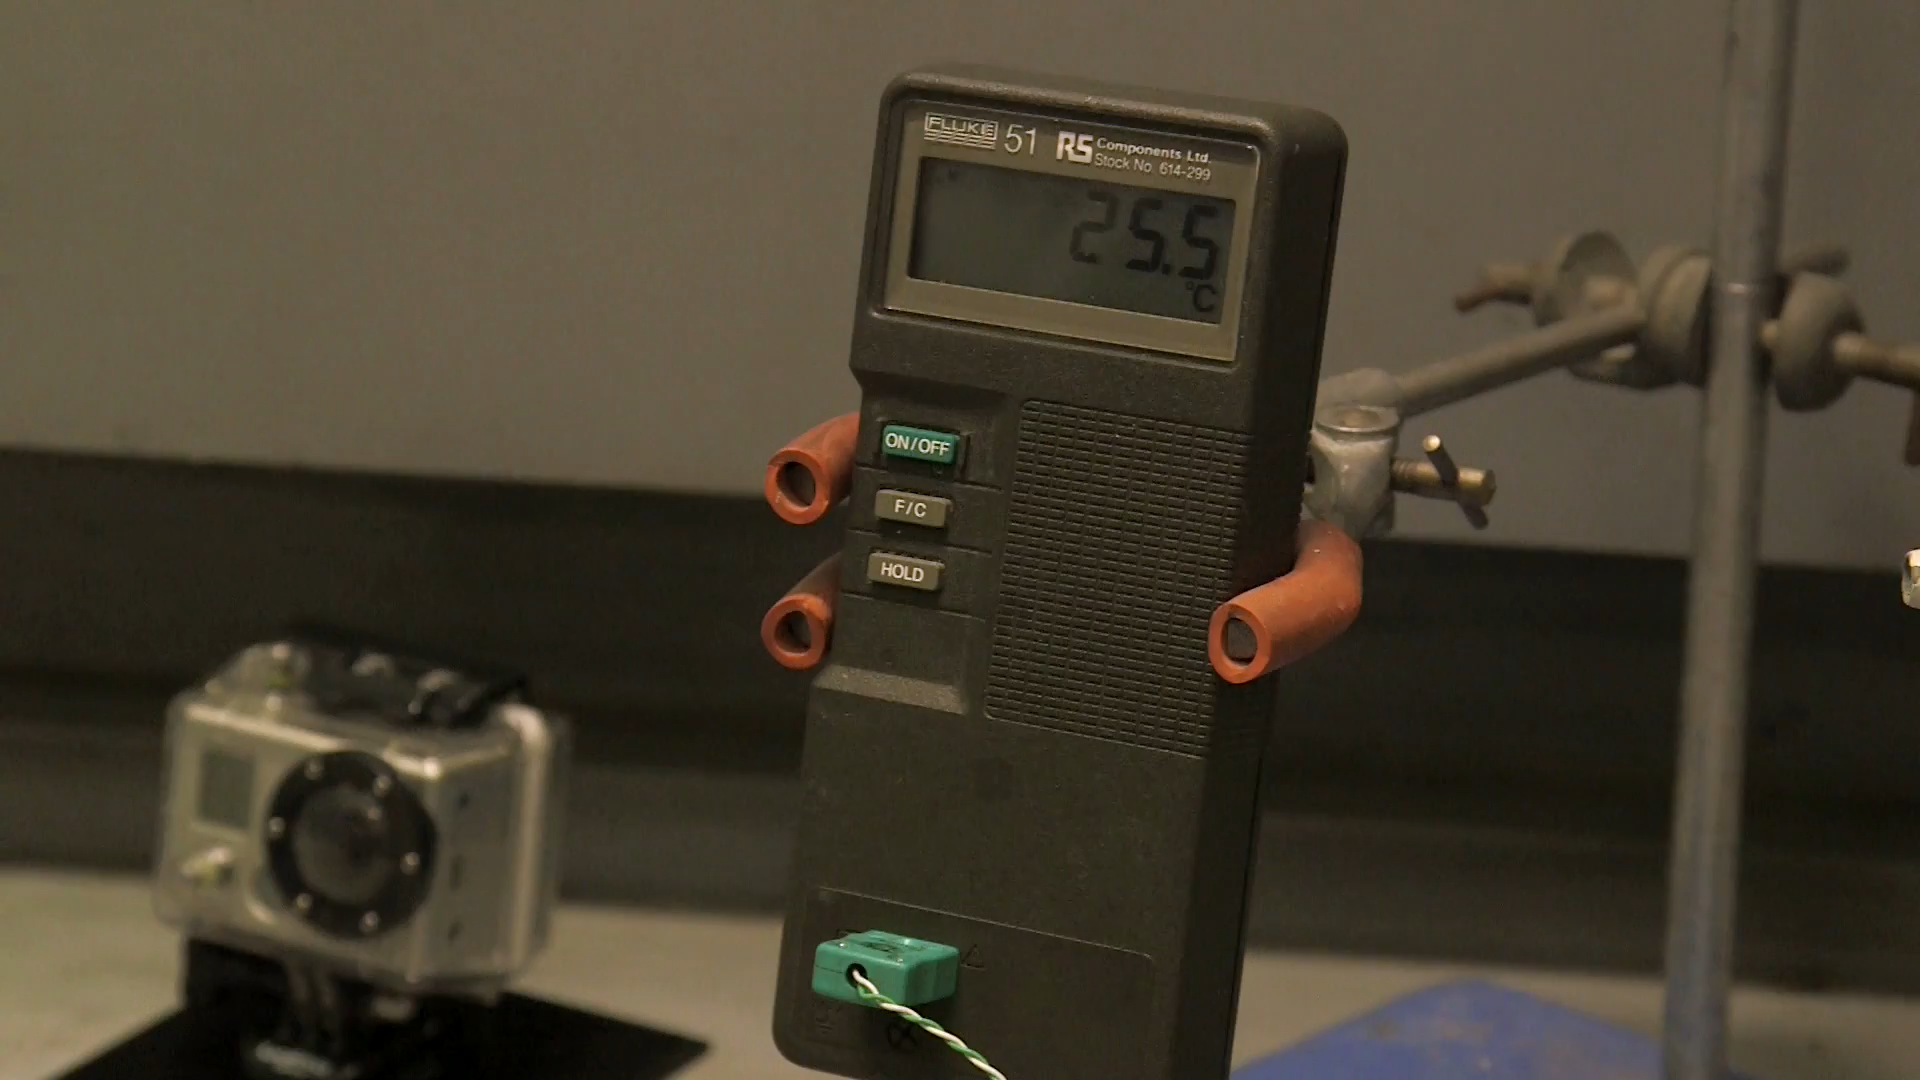 FLUKE 51 RS Components Ltd.
Stock No. 614-299
25.5
°C
ON/OFF
F/C
HOLD